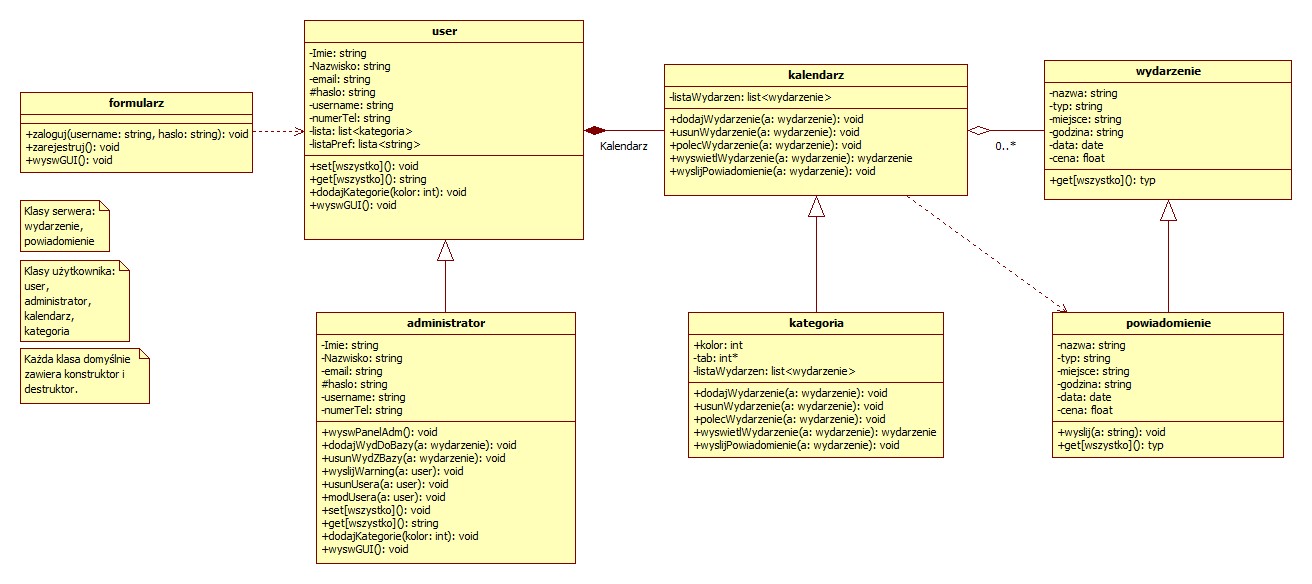 formularz
+zaloguj(username: string, haslo: string): void
+zarejestruj(): void
+wyswGUI(): void
user
-Imie: string
-Nazwisko: string
-email: string
#haslo: string
-username: string
-numerTel: string
-lista: list<kategoria>
-listaPref: lista<string>
+set[wszystko](): void
+get[wszystko](): string
+dodajKategorie(kolor: int): void
+wyswGUI(): void
Kalendarz
kalendarz
-listaWydarzen: list<wydarzenie>
+dodajWydarzenie(a: wydarzenie): void
+usunWydarzenie(a: wydarzenie): void
+polecWydarzenie(a: wydarzenie): void
+wyswietlWydarzenie(a: wydarzenie): wydarzenie
+wyslijPowiadomienie(a: wydarzenie): void
0..*
wydarzenie
-nazwa: string
-typ: string
-miejsce: string
-godzina: string
-data: date
-cena: float
+get[wszystko](): typ
Klasy serwera:
wydarzenie,
powiadomienie
Klasy użytkownika:
user,
administrator,
kalendarz,
kategoria
Każda klasa domyślnie
zawiera konstruktor i
destruktor.
administrator
-Imie: string
-Nazwisko: string
-email: string
#haslo: string
-username: string
-numerTel: string
+wyswPanelAdm(): void
+dodajWydDoBazy(a: wydarzenie): void
+usunWydZBazy(a: wydarzenie): void
+wyslijWarning(a: user): void
+usunUsera(a: user): void
+modUsera(a: user): void
+set[wszystko](): void
+get[wszystko](): string
+dodajKategorie(kolor: int): void
+wyswGUI(): void
kategoria
+kolor: int
-tab: int*
-listaWydarzen: list<wydarzenie>
+dodajWydarzenie(a: wydarzenie): void
+usunWydarzenie(a: wydarzenie): void
+polecWydarzenie(a: wydarzenie): void
+wyswietlWydarzenie(a: wydarzenie): wydarzenie
+wyslijPowiadomienie(a: wydarzenie): void
powiadomienie
-nazwa: string
-typ: string
-miejsce: string
-godzina: string
-data: date
-cena: float
+wyslij(a: string): void
+get[wszystko](): typ